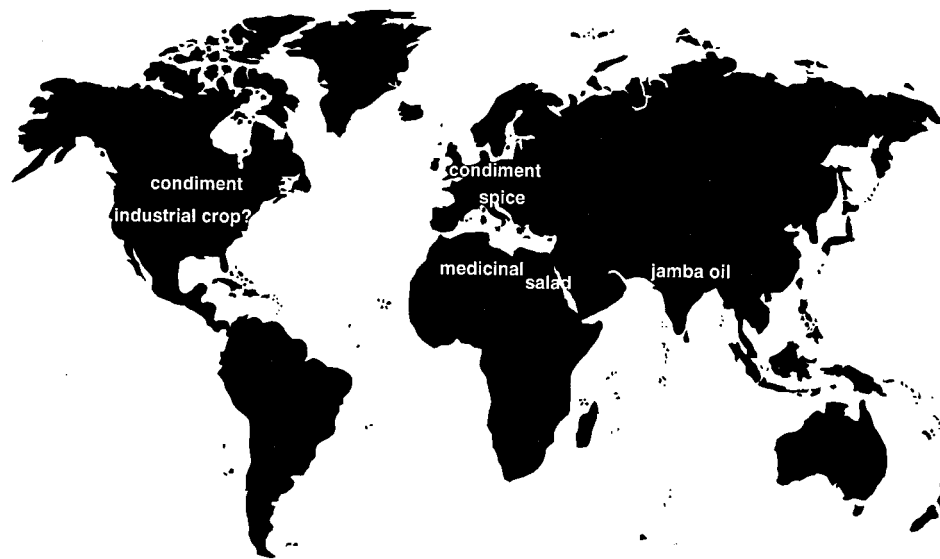 condiment
industrial crop?
condiment
spice
medicinal
salad
jamba oil